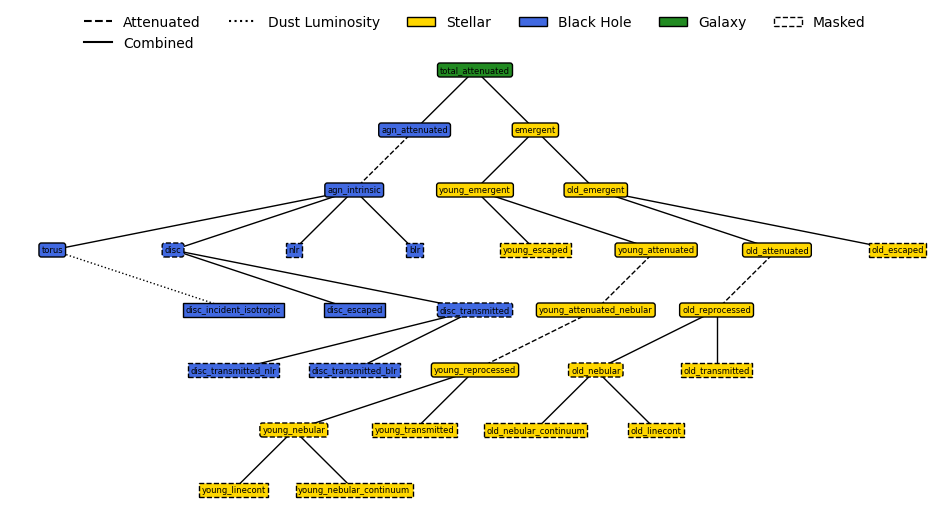 Attenuated Dust Luminosity Stellar Black Hole Galaxy Masked
Combined
total_attenuated
agn_attenuated emergent
agn_intrinsic young_emergent old_emergent
torus disc nlr blr young_escaped young_attenuated old_attenuated old_escaped
disc_incident_isotropic disc_escaped disc_transmitted young_attenuated_nebular old_reprocessed
disc_transmitted_nlr disc_transmitted_blr young_reprocessed old_nebular old_transmitted
young_nebular young_transmitted old_nebular_continuum old_linecont
young_linecont young_nebular_continuum